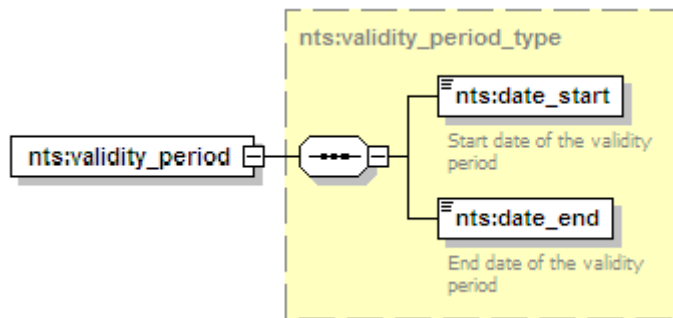 nts:validity_period_type
nts:validity_period
nts:date_start
Start date of the validity
period
nts:date_end
End date of the validity
period